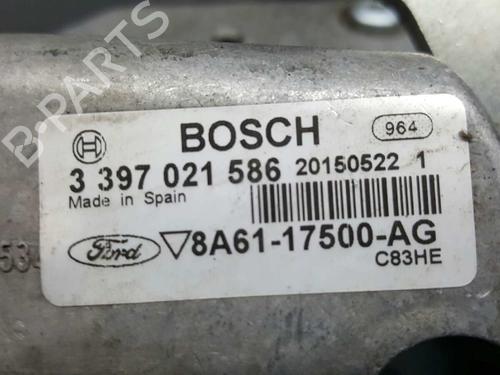 BOSCH
964
3 397 021 586 20150522 1
Made in Spain
Ford
8A61-17500-AG
C83HE
B-PARTS